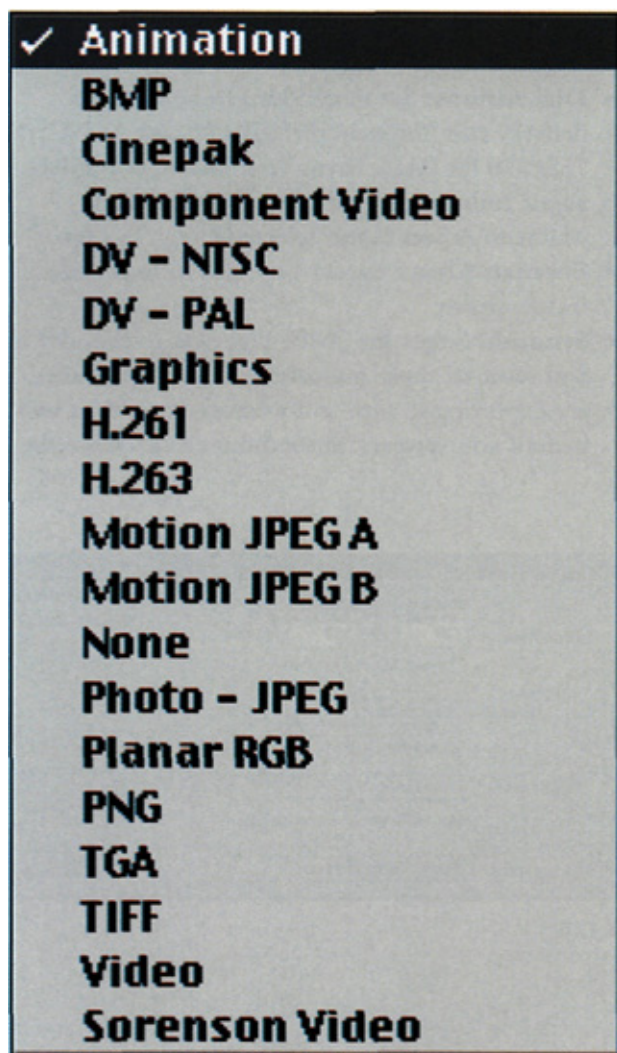 ✓ Animation
BMP
Cinepak
Component Video
DV - NTSC
DV - PAL
Graphics
H.261
H.263
Motion JPEG A
Motion JPEG B
None
Photo - JPEG
Planar RGB
PNG
TGA
TIFF
Video
Sorenson Video